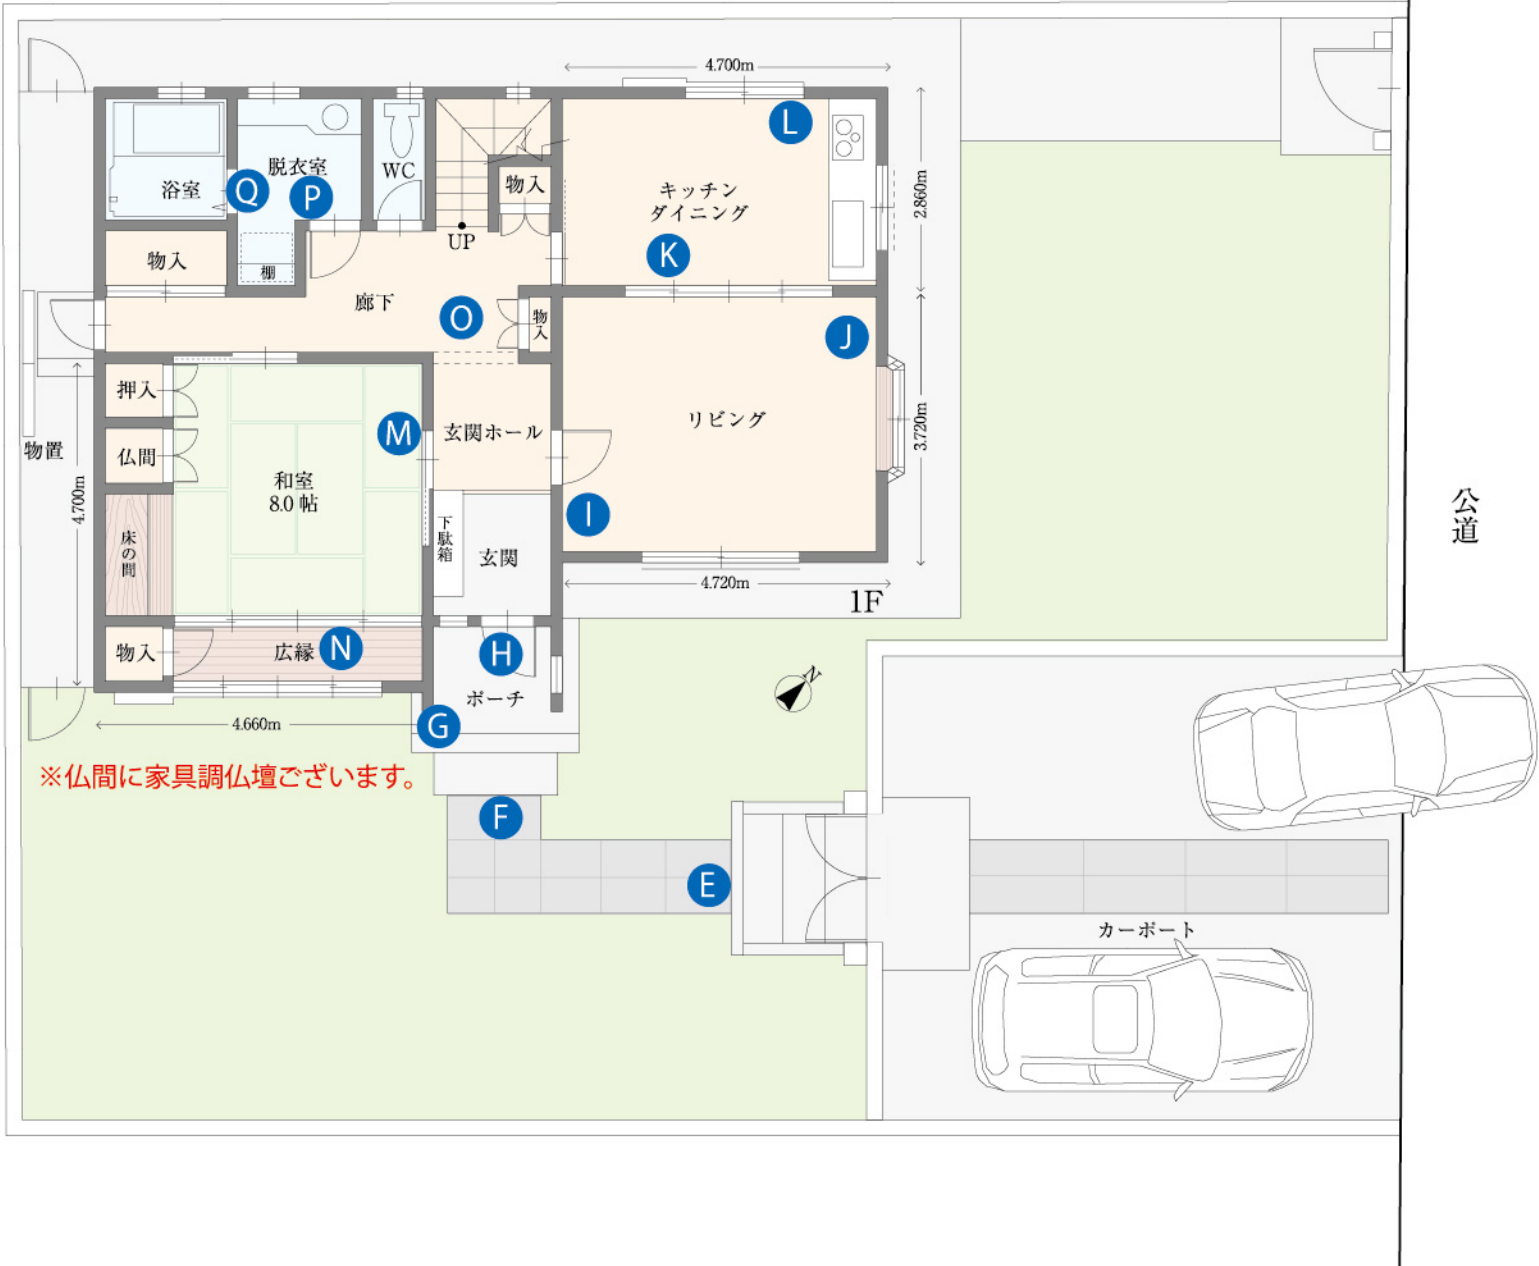 4.700m
L
脱衣室
WC
浴室
Q
P
物入
キッチン
ダイニング
2.860m
UP
K
物入
棚
廊下
O
物入
J
押入
3.720m
リビング
M
玄関ホール
物置
仏間
和室
8.0 帖
4.700m
I
公道
下駄箱
床の間
玄関
4.720m
1F
物入
広縁
N
H
N
ポーチ
G
4.660m
※仏間に家具調仏壇ございます。
F
E
カーポート